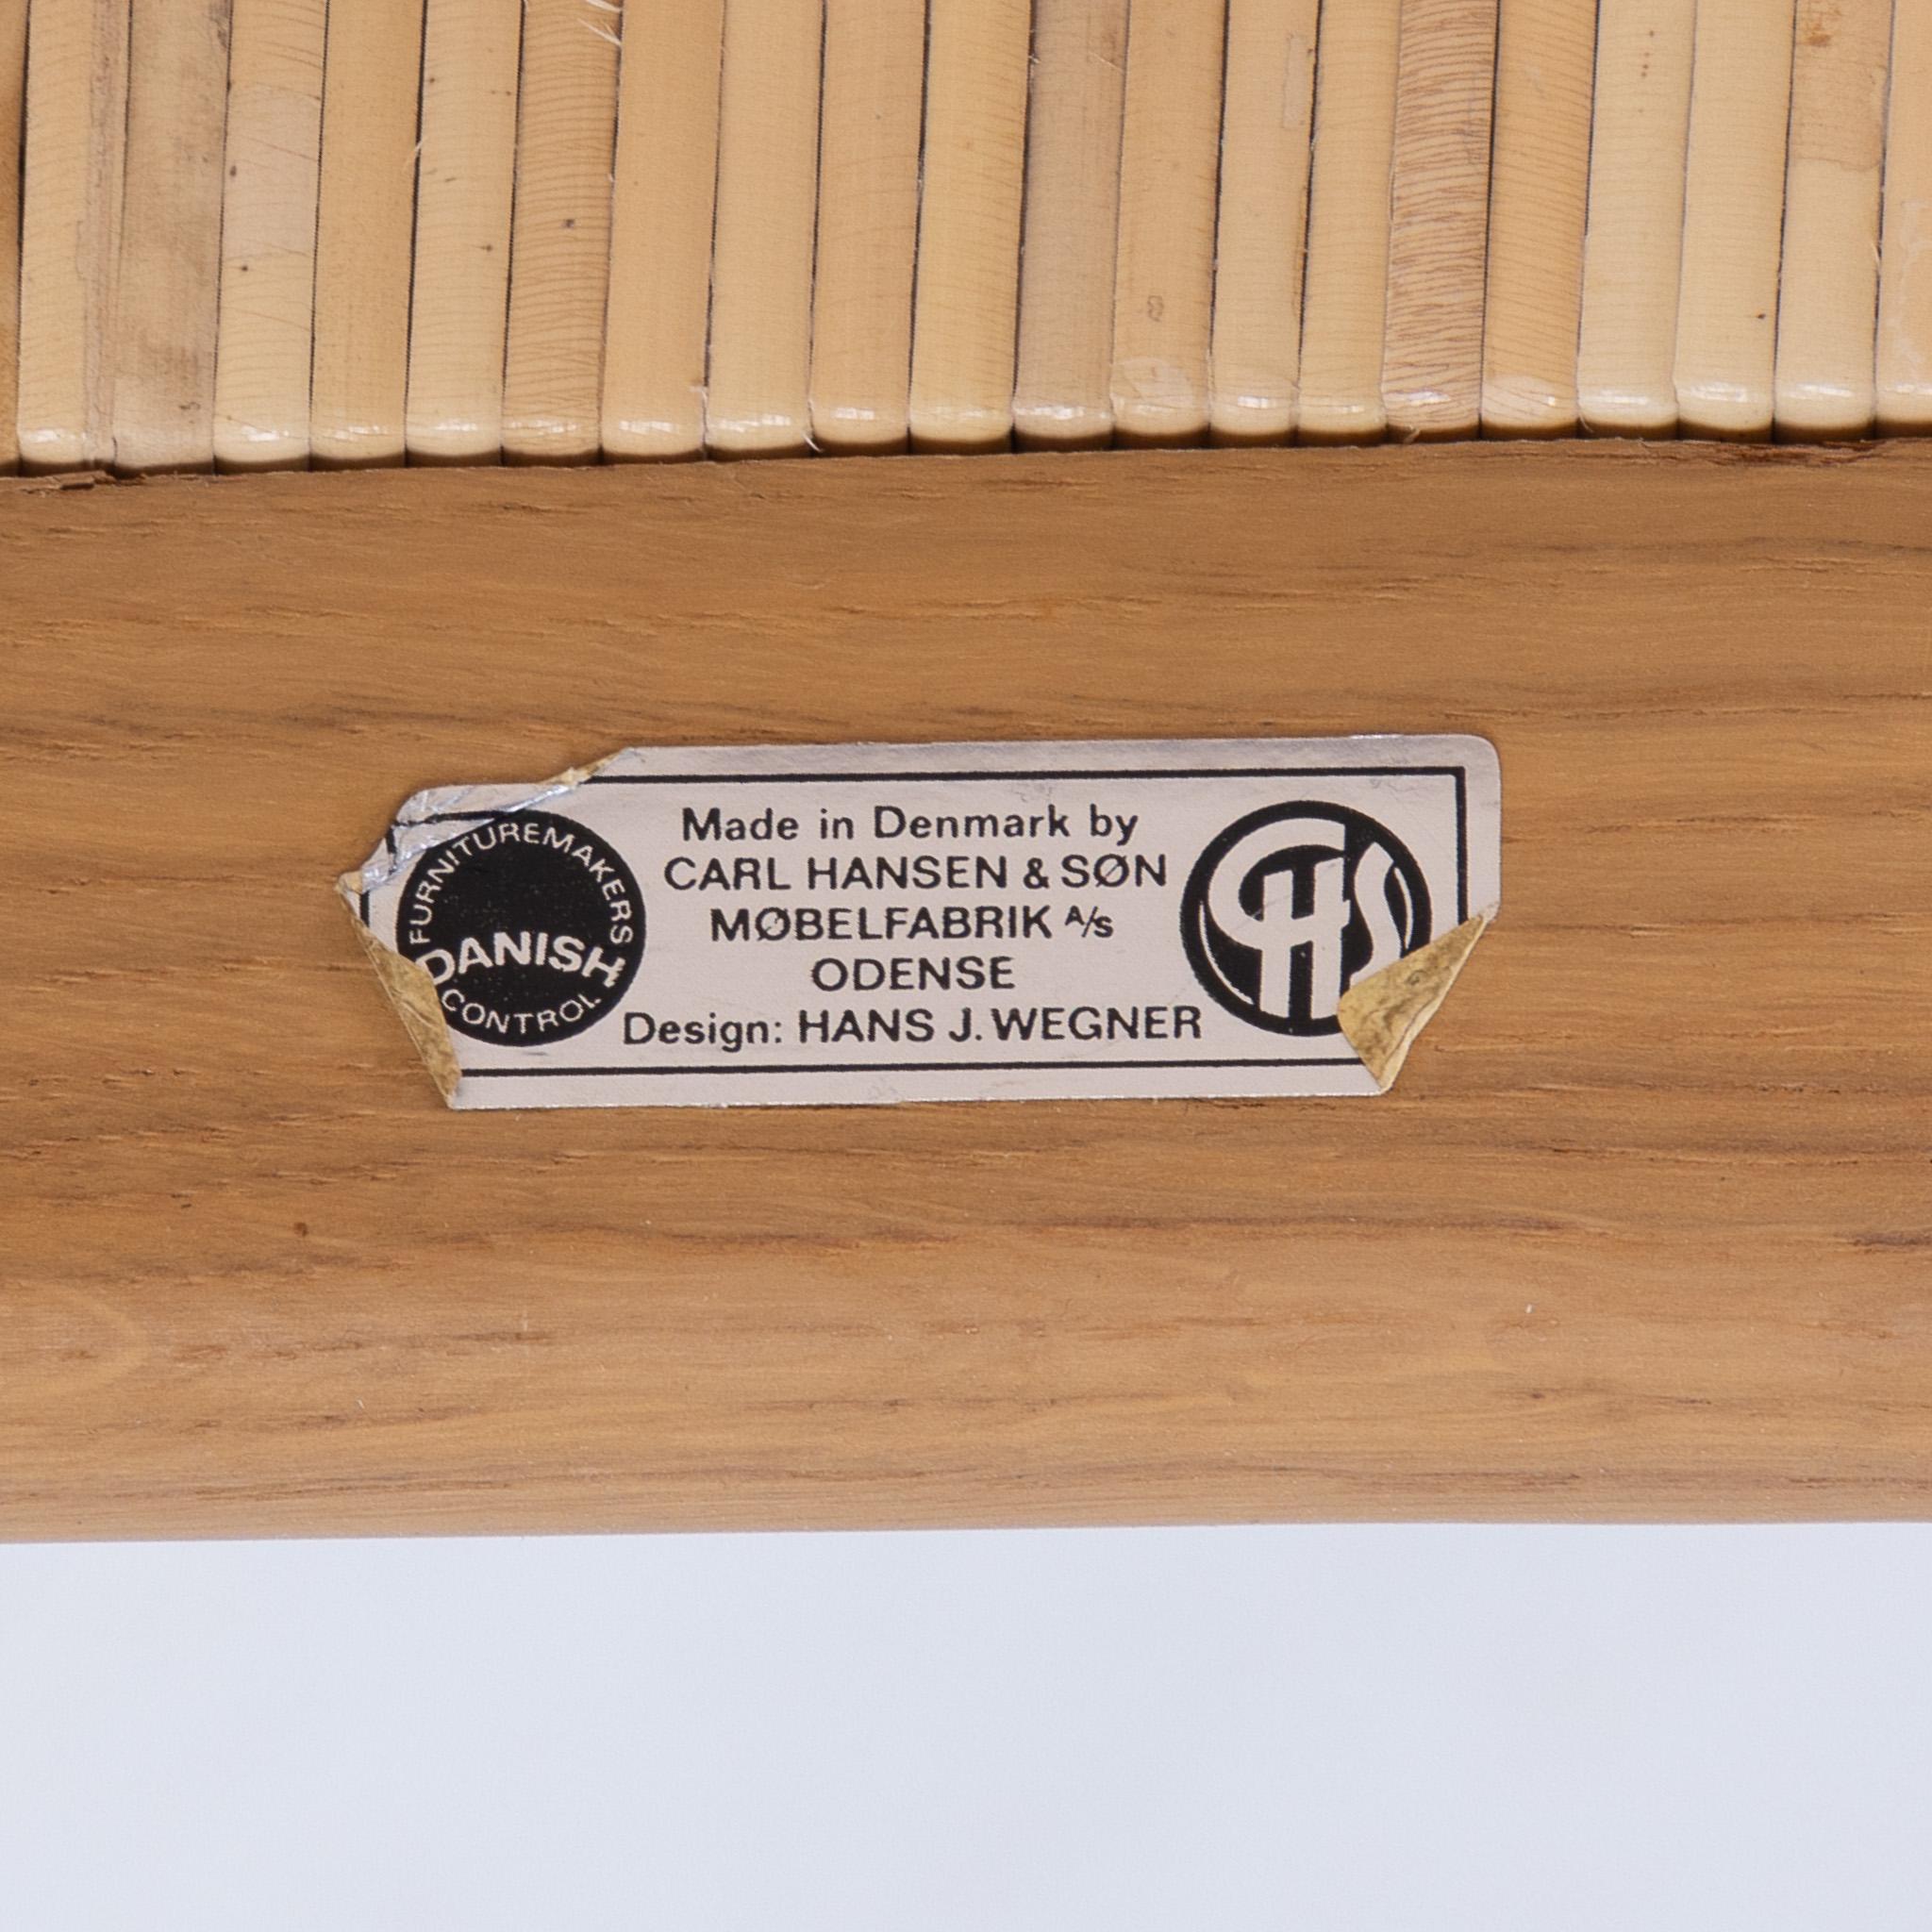 FURNITUREMAKERS
DANISH
CONTROL
Made in Denmark by
CARL HANSEN & SØN
MØBELFABRIK A/s
ODENSE
Design: HANS J. WEGNER
CHS